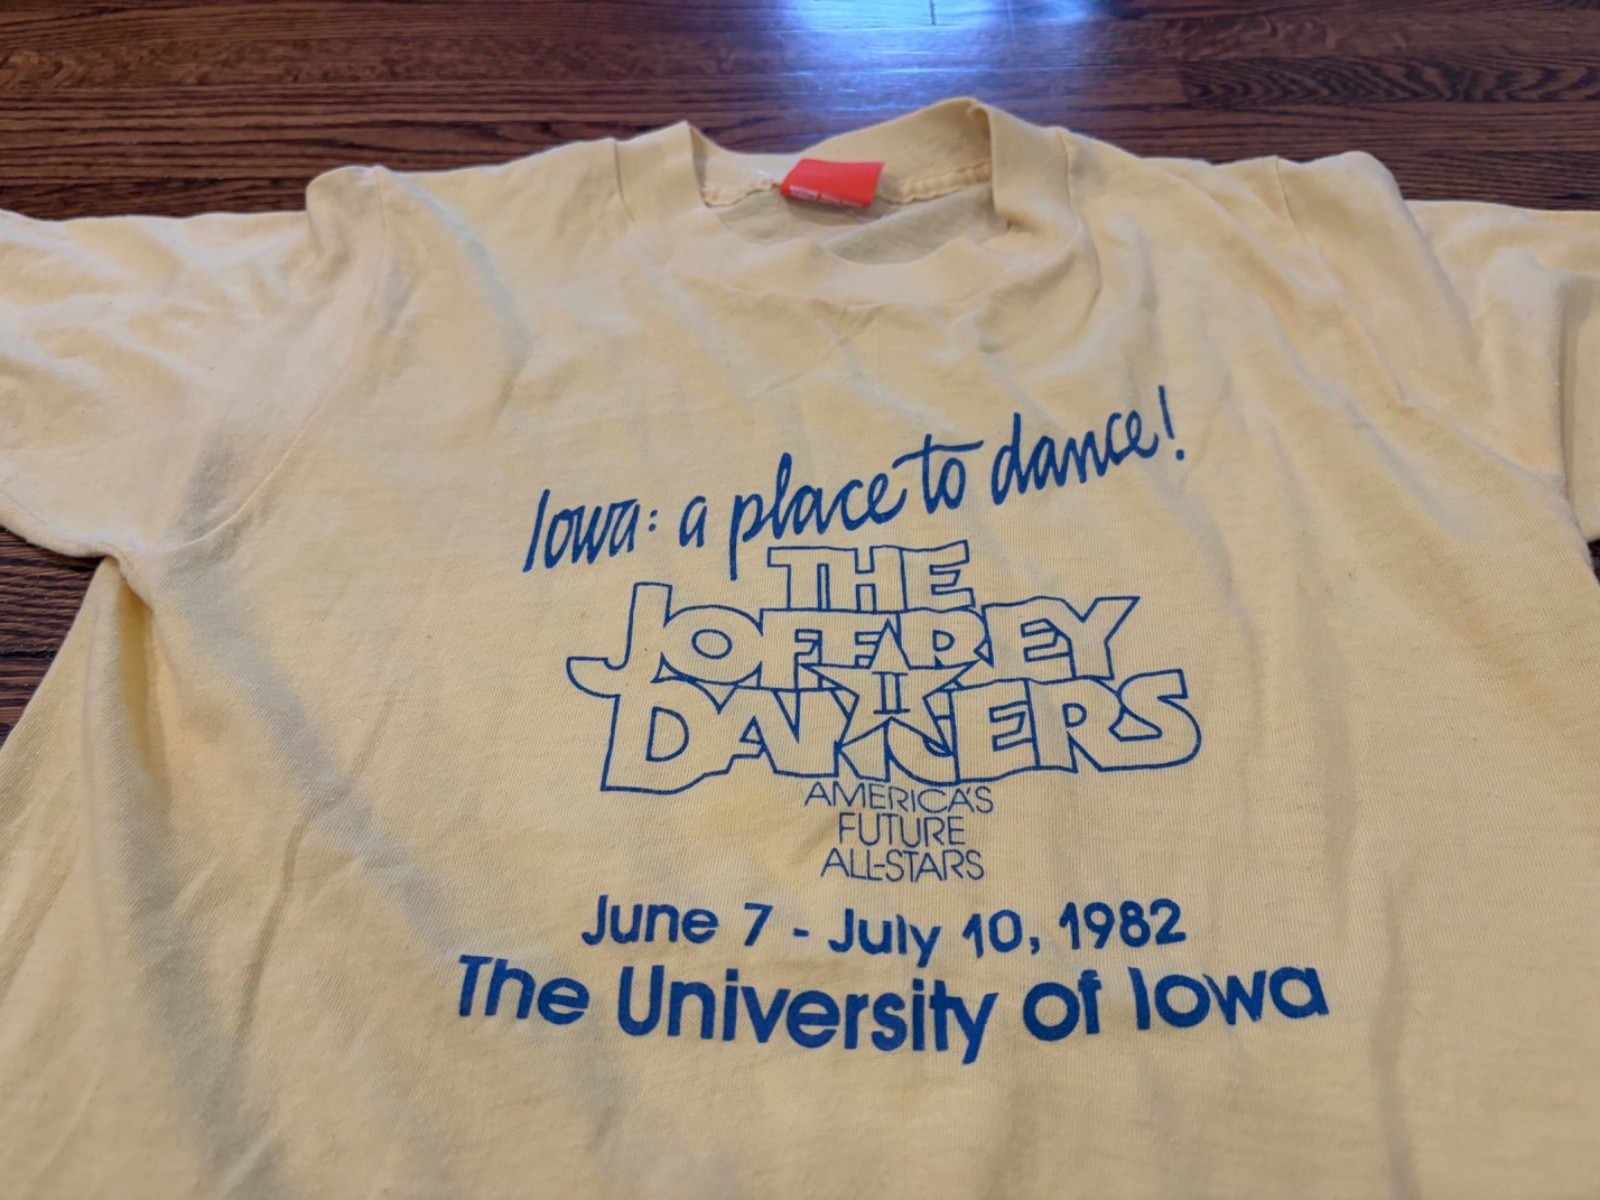 Iowa: a place to dance!
THE
JOFFREY
II
DANCERS
AMERICA'S
FUTURE
ALL-STARS
June 7 - July 10, 1982
The University of Iowa